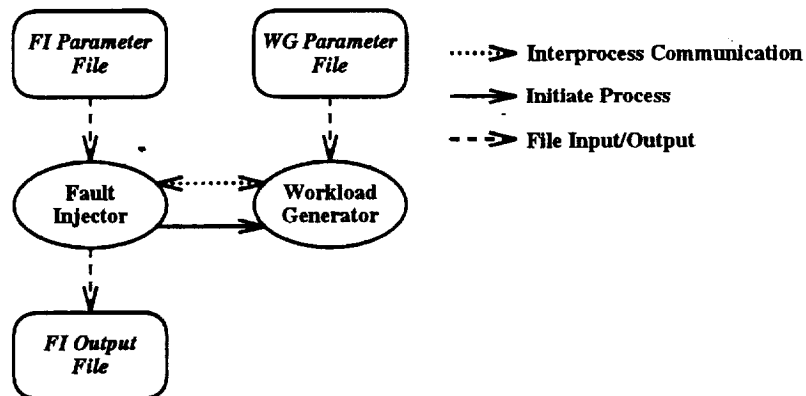 FI Parameter
File
WG Parameter
File
Interprocess Communication
Initiate Process
File Input/Output
Fault
Injector
Workload
Generator
FI Output
File